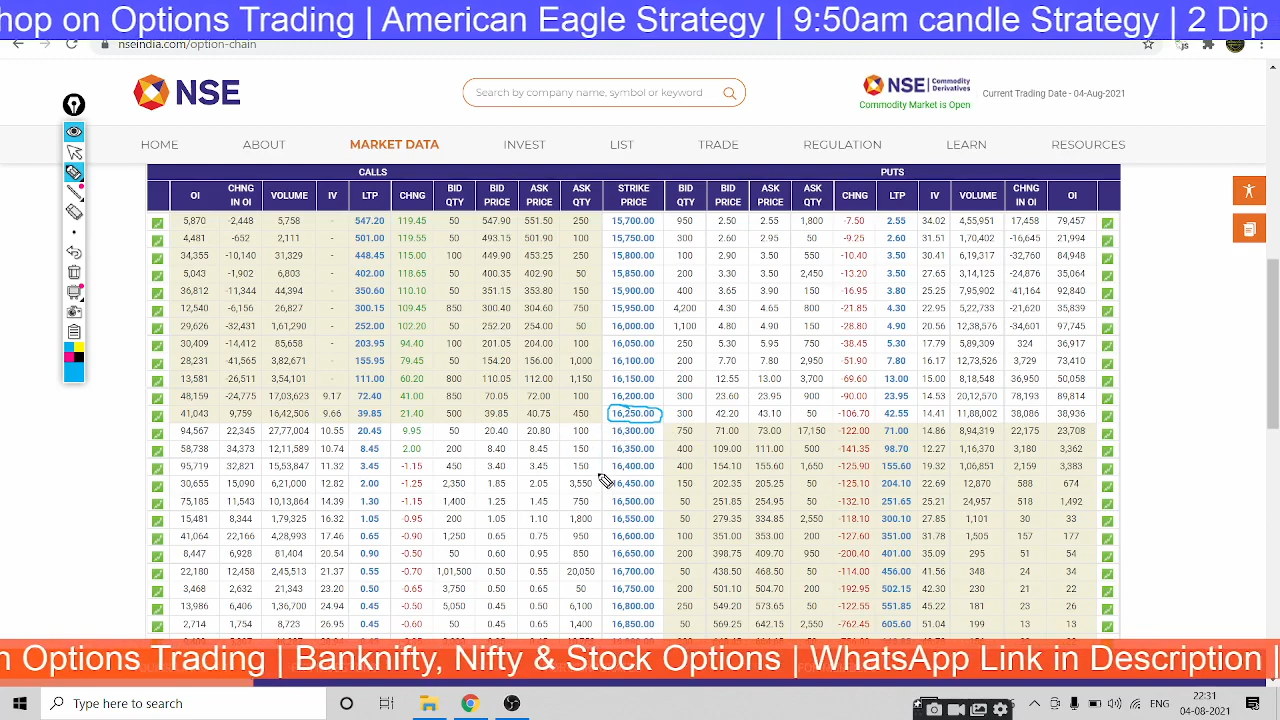 hop on Options Trading | American Eagle Strategy | 9:50am candle Strategy | 2 Dip
nseindia.com/option-chain
NSE
Search by company name, symbol or keyword
NSE Commodity Derivatives
Commodity Market is Open
Current Trading Date - 04-Aug-2021
HOME ABOUT MARKET DATA INVEST LIST TRADE REGULATION LEARN RESOURCES
CALLS PUTS
OI CHNG IN OI VOLUME IV LTP CHNG BID QTY BID PRICE ASK PRICE ASK QTY STRIKE PRICE BID QTY BID PRICE ASK PRICE ASK QTY CHNG LTP IV VOLUME CHNG IN OI OI
5,870 -2,448 5,758 - 547.20 119.45 50 547.90 551.50 250 15,700.00 950 2.50 2.55 1,800 -7.50 2.55 34.02 4,55,951 17,458 79,457
4,481 -652 2,111 - 501.00 119.55 50 493.15 501.90 100 15,750.00 300 2.60 2.95 50 -9.25 2.60 31.51 1,70,402 -16,645 21,994
34,355 -10,140 31,329 - 448.45 115.00 100 449.90 453.25 250 15,800.00 100 2.90 3.50 550 -10.40 3.50 30.41 6,19,317 -32,760 84,948
5,043 -1,902 6,803 - 402.00 118.65 50 400.35 402.90 50 15,850.00 200 3.30 3.50 2,450 -13.20 3.50 27.65 3,14,125 -24,876 35,064
36,812 -11,344 44,394 - 350.60 110.10 50 351.15 353.80 150 15,900.00 400 3.65 3.90 150 -16.95 3.80 25.25 7,95,902 -41,164 92,840
12,540 -6,156 26,827 - 300.15 109.45 850 300.40 304.60 750 15,950.00 4,200 4.30 4.55 800 -21.85 4.30 22.95 5,22,733 -21,620 35,839
29,626 -32,431 1,61,290 - 252.00 102.20 50 252.20 254.00 50 16,000.00 1,100 4.80 4.90 150 -28.80 4.90 20.56 12,38,576 -34,601 97,745
30,409 -14,412 85,658 - 203.95 94.40 100 201.05 204.00 100 16,050.00 250 5.30 5.70 750 -38.45 5.30 17.79 5,89,309 324 36,917
28,231 -41,565 3,82,671 - 155.95 79.45 50 154.20 156.00 1,000 16,100.00 200 7.70 7.80 2,950 -51.90 7.80 16.17 12,73,526 3,729 73,410
13,581 -26,511 3,54,101 - 111.00 60.20 800 110.05 112.00 1,150 16,150.00 200 12.55 13.00 3,700 -69.60 13.00 15.00 8,18,548 36,950 50,058
48,159 -24,775 17,03,623 9.17 72.40 41.00 850 70.05 72.00 100 16,200.00 300 23.60 23.95 900 -90.00 23.95 14.53 20,12,570 78,193 89,804
41,043 9,759 16,42,506 9.69 39.85 21.40 500 39.85 40.75 450 16,250.00 300 42.20 43.10 50 -106.70 42.55 14.41 11,88,002 38,086 38,936
94,567 22,345 27,77,004 10.55 20.45 9.95 50 20.40 20.80 100 16,300.00 750 71.00 73.00 17,150 -122.00 71.00 14.86 8,94,319 22,175 28,708
58,738 34,373 12,11,589 10.74 8.45 2.00 50 8.40 8.45 150 16,350.00 400 109.00 111.00 500 -141.35 98.70 1.27 1,16,370 3,180 3,362
95,719 32,821 15,53,847 11.32 3.45 -1.15 450 3.40 3.45 150 16,400.00 400 154.10 155.60 1,650 -125.90 155.60 19.32 1,06,851 2,159 3,383
30,655 15,090 6,21,000 12.82 2.00 -1.25 2,350 1.85 2.05 3,550 16,450.00 150 202.35 205.25 50 -125.10 204.10 22.69 12,870 588 674
75,185 11,543 10,13,864 14.39 1.30 -1.15 1,400 1.25 1.45 750 16,500.00 50 251.85 254.95 50 -132.10 251.65 25.21 24,957 518 1,492
15,481 8,344 1,79,325 16.32 1.05 -0.95 200 1.05 1.10 1,800 16,550.00 50 279.35 334.85 2,550 -118.10 300.10 27.85 1,101 30 33
41,064 22,166 4,28,993 17.46 0.65 -0.90 1,250 0.65 0.75 950 16,600.00 100 351.00 353.00 200 -127.60 351.00 31.78 1,505 157 177
8,447 6,928 81,404 20.54 0.90 -0.50 50 0.60 0.95 850 16,650.00 200 398.75 409.70 950 -208.40 401.00 35.09 295 51 54
22,180 12,458 2,45,513 21.37 0.55 -0.70 1,01,500 0.50 0.55 20,050 16,700.00 50 438.50 468.50 50 -114.00 456.00 41.56 348 24 34
3,468 2,632 21,343 23.20 0.50 -0.65 3,750 0.50 0.65 50 16,750.00 200 501.10 504.70 200 -192.95 502.15 42.30 230 21 22
13,986 6,406 1,36,700 24.94 0.45 -0.50 5,050 0.45 0.50 6,100 16,800.00 250 549.20 573.65 50 -122.55 551.85 45.22 181 23 26
2,714 1,754 8,723 26.95 0.45 -0.60 50 0.45 0.65 1,400 16,850.00 50 569.25 642.15 2,550 -762.45 605.60 51.04 199 13 13
n Options Trading | Banknifty, Nifty & Stock Options | WhatsApp Link in Description |
Type here to search
22:31
04-08-2021